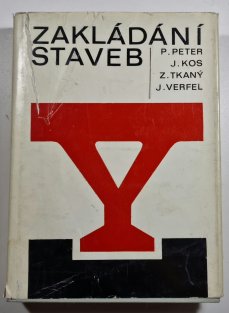 ZAKLÁDÁNÍ
STAVEB
P. PETER
J. KOS
Z. TKANÝ
J. VERFEL